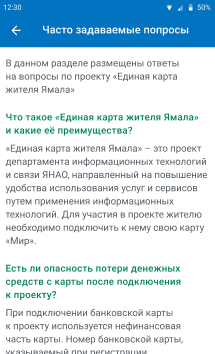 12:30
50%
Часто задаваемые вопросы
В данном разделе размещены ответы
на вопросы по проекту «Единая карта
жителя Ямала»
Что такое «Единая карта жителя Ямала»
и какие её преимущества?
«Единая карта жителя Ямала» – это проект
департамента информационных технологий
и связи ЯНАО, направленный на повышение
удобства использования услуг и сервисов
путем применения информационных
технологий. Для участия в проекте жителю
необходимо подключить к нему свою карту
«Мир».
Есть ли опасность потери денежных
средств с карты после подключения
к проекту?
При подключении банковской карты
к проекту используется нефинансовая
часть карты. Номер банковской карты,
указываемый при регистрации